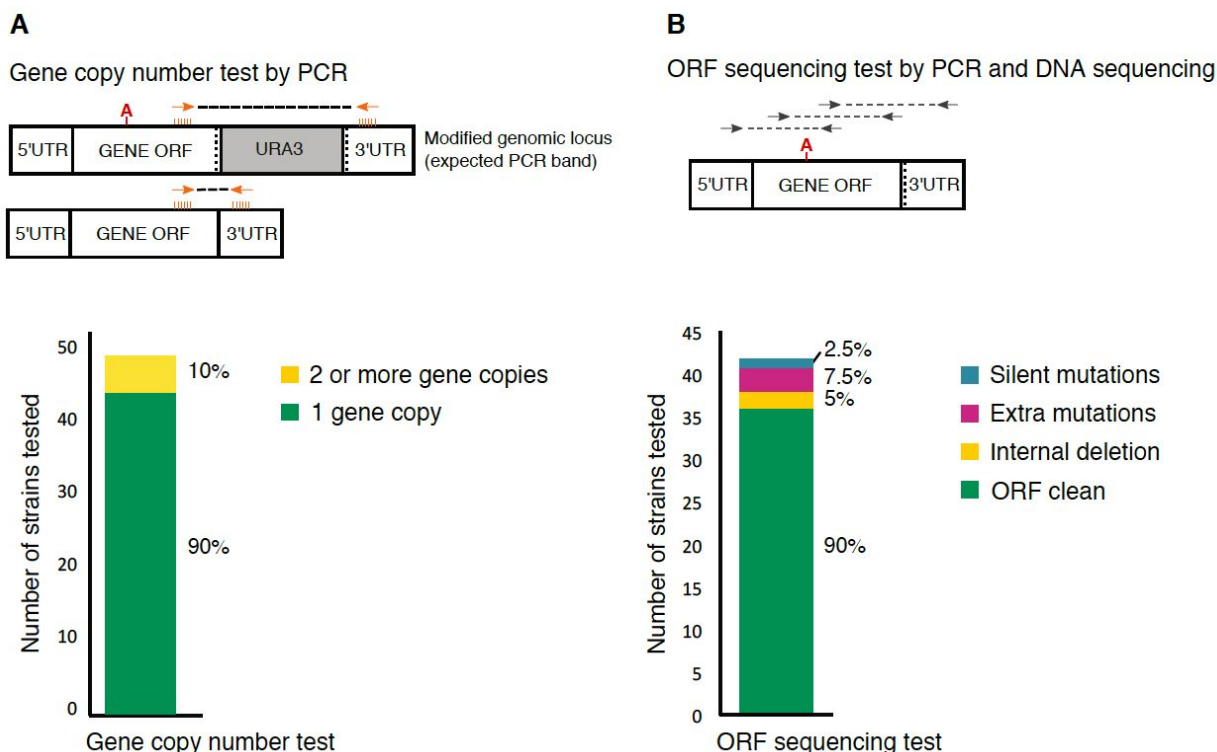 A
Gene copy number test by PCR
A
5'UTR GENE ORF URA3 3'UTR
Modified genomic locus
(expected PCR band)
5'UTR GENE ORF 3'UTR
Number of strains tested
50
40
30
20
10
0
10%
90%
2 or more gene copies
1 gene copy
Gene copy number test
B
ORF sequencing test by PCR and DNA sequencing
A
5'UTR GENE ORF 3'UTR
Number of strains tested
45
40
35
30
25
20
15
10
5
0
2.5%
7.5%
5%
90%
Silent mutations
Extra mutations
Internal deletion
ORF clean
ORF sequencing test